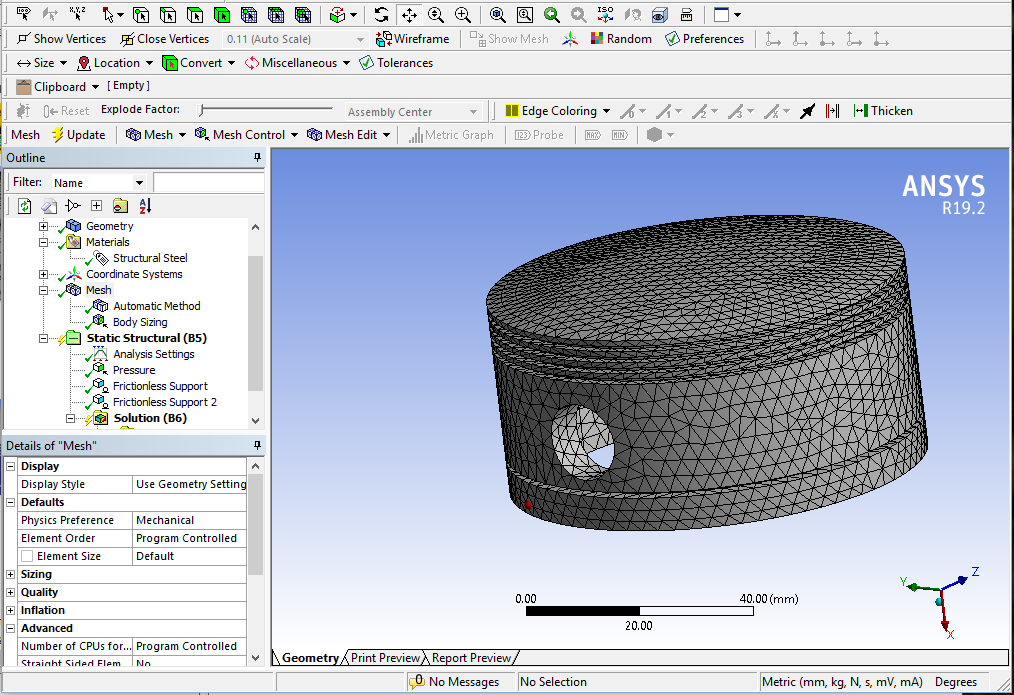 X,Y,Z
ISO
Show Vertices Close Vertices 0.11 (Auto Scale) Wireframe Show Mesh Random Preferences
Size Location Convert Miscellaneous Tolerances
Clipboard [ Empty ]
Reset Explode Factor: Assembly Center Edge Coloring Thicken
Mesh Update Mesh Mesh Control Mesh Edit Metric Graph Probe MAX MIN
Outline
Filter: Name
Geometry
Materials
Structural Steel
Coordinate Systems
Mesh
Automatic Method
Body Sizing
Static Structural (B5)
Analysis Settings
Pressure
Frictionless Support
Frictionless Support 2
Solution (B6)
Details of "Mesh"
Display
Display Style Use Geometry Setting
Defaults
Physics Preference Mechanical
Element Order Program Controlled
Element Size Default
Sizing
Quality
Inflation
Advanced
Number of CPUs for... Program Controlled
Straight Sided Elem No
ANSYS
R19.2
0.00 40.00 (mm)
20.00
Y
Z
X
Geometry Print Preview Report Preview
0 No Messages No Selection Metric (mm, kg, N, s, mV, mA) Degrees